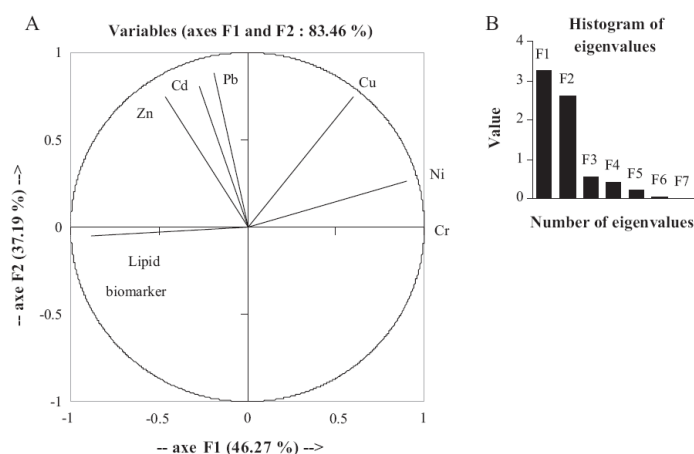 A
Variables (axes F1 and F2 : 83.46 %)
1
0.5
0
-0.5
-1
-1
-0.5
0
0.5
1
Zn
Cd
Pb
Cu
Ni
Cr
Lipid
biomarker
-- axe F2 (37.19 %) -->
-- axe F1 (46.27 %) -->
B
Histogram of
eigenvalues
4
3
2
1
0
Value
F1
F2
F3
F4
F5
F6
F7
Number of eigenvalues